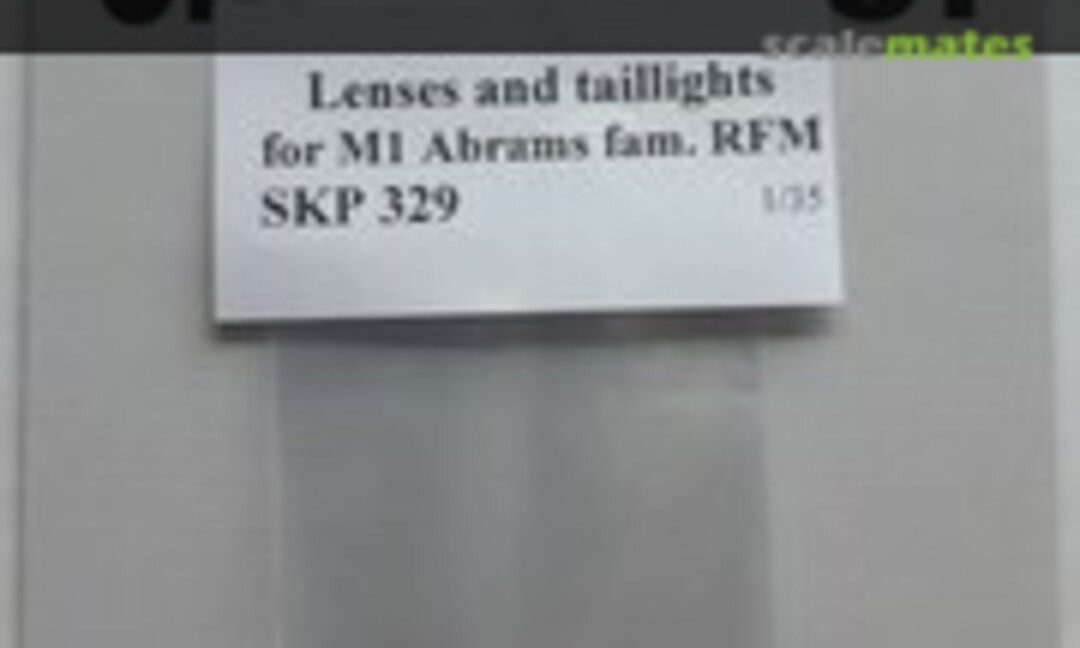 scalemates
Lenses and taillights
for M1 Abrams fam. RFM
SKP 329
1/35